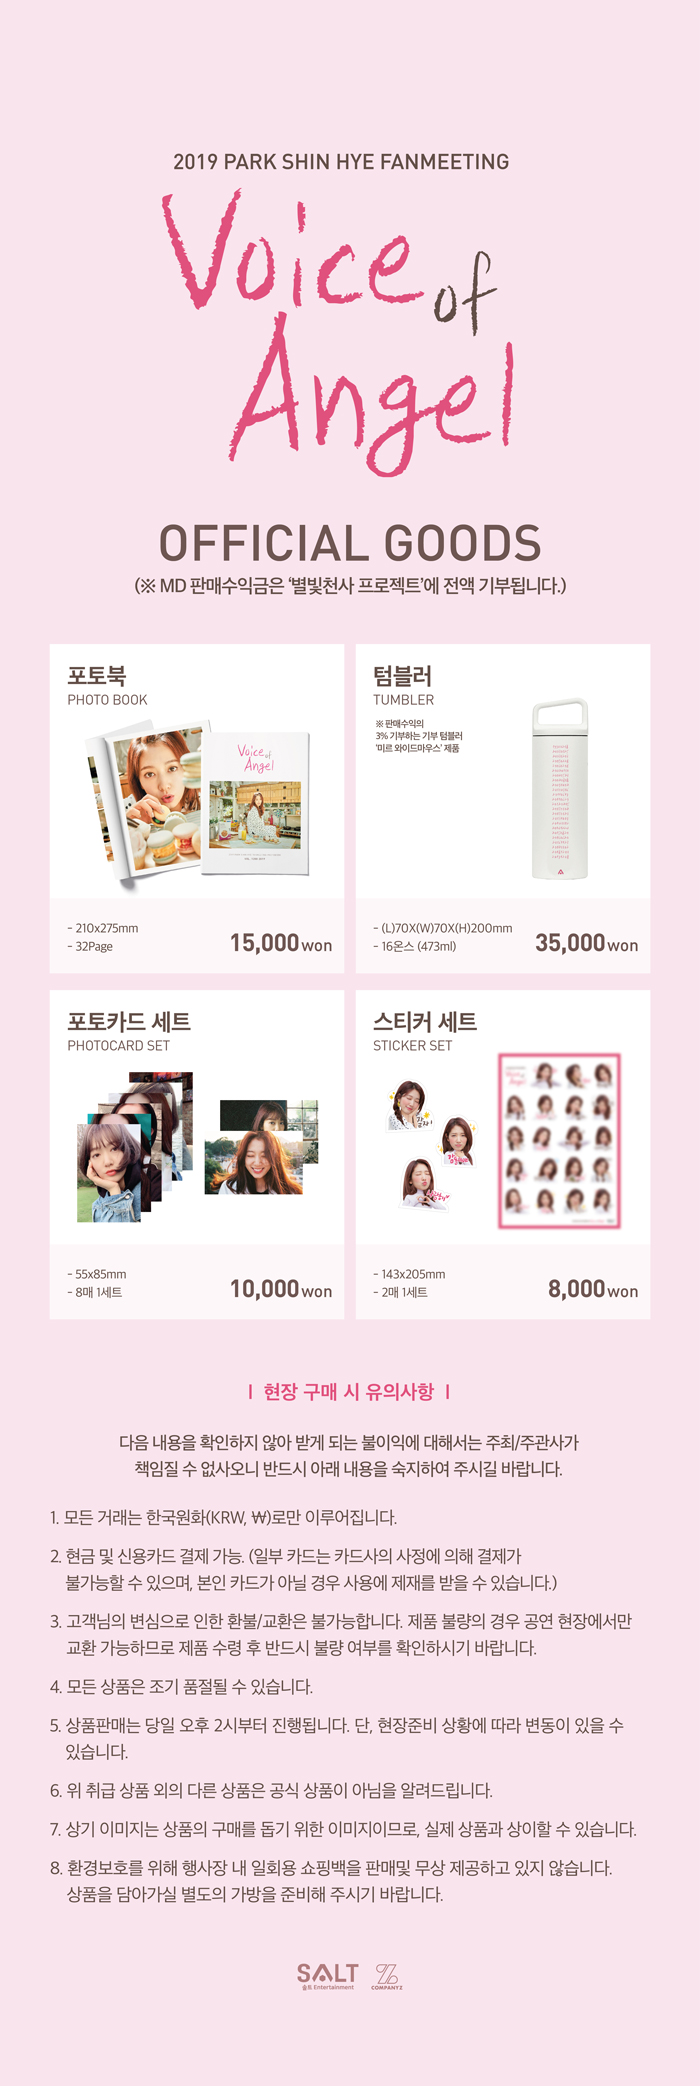 2019 PARK SHIN HYE FANMEETING
Voice of
Angel
OFFICIAL GOODS
(※ MD 판매수익금은 ‘별빛천사 프로젝트’에 전액 기부됩니다.)
포토북
PHOTO BOOK
Voice of
Angel
- 210x275mm
- 32Page
15,000 won
텀블러
TUMBLER
※ 판매수익의
3% 기부하는 기부 텀블러
‘미르 와이드마우스’ 제품
- (L)70X(W)70X(H)200mm
- 16온스 (473ml)
35,000 won
포토카드 세트
PHOTOCARD SET
- 55x85mm
- 8매 1세트
10,000 won
스티커 세트
STICKER SET
Voice of
Angel
- 143x205mm
- 2매 1세트
8,000 won
ㅣ 현장 구매 시 유의사항 ㅣ
다음 내용을 확인하지 않아 받게 되는 불이익에 대해서는 주최/주관사가
책임질 수 없사오니 반드시 아래 내용을 숙지하여 주시길 바랍니다.
1. 모든 거래는 한국원화(KRW, ₩)로만 이루어집니다.
2. 현금 및 신용카드 결제 가능. (일부 카드는 카드사의 사정에 의해 결제가
불가능할 수 있으며, 본인 카드가 아닐 경우 사용에 제재를 받을 수 있습니다.)
3. 고객님의 변심으로 인한 환불/교환은 불가능합니다. 제품 불량의 경우 공연 현장에서만
교환 가능하므로 제품 수령 후 반드시 불량 여부를 확인하시기 바랍니다.
4. 모든 상품은 조기 품절될 수 있습니다.
5. 상품판매는 당일 오후 2시부터 진행됩니다. 단, 현장준비 상황에 따라 변동이 있을 수
있습니다.
6. 위 취급 상품 외의 다른 상품은 공식 상품이 아님을 알려드립니다.
7. 상기 이미지는 상품의 구매를 돕기 위한 이미지이므로, 실제 상품과 상이할 수 있습니다.
8. 환경보호를 위해 행사장 내 일회용 쇼핑백을 판매및 무상 제공하고 있지 않습니다.
상품을 담아가실 별도의 가방을 준비해 주시기 바랍니다.
SALT
솔트 Entertainment
COMPANYZ